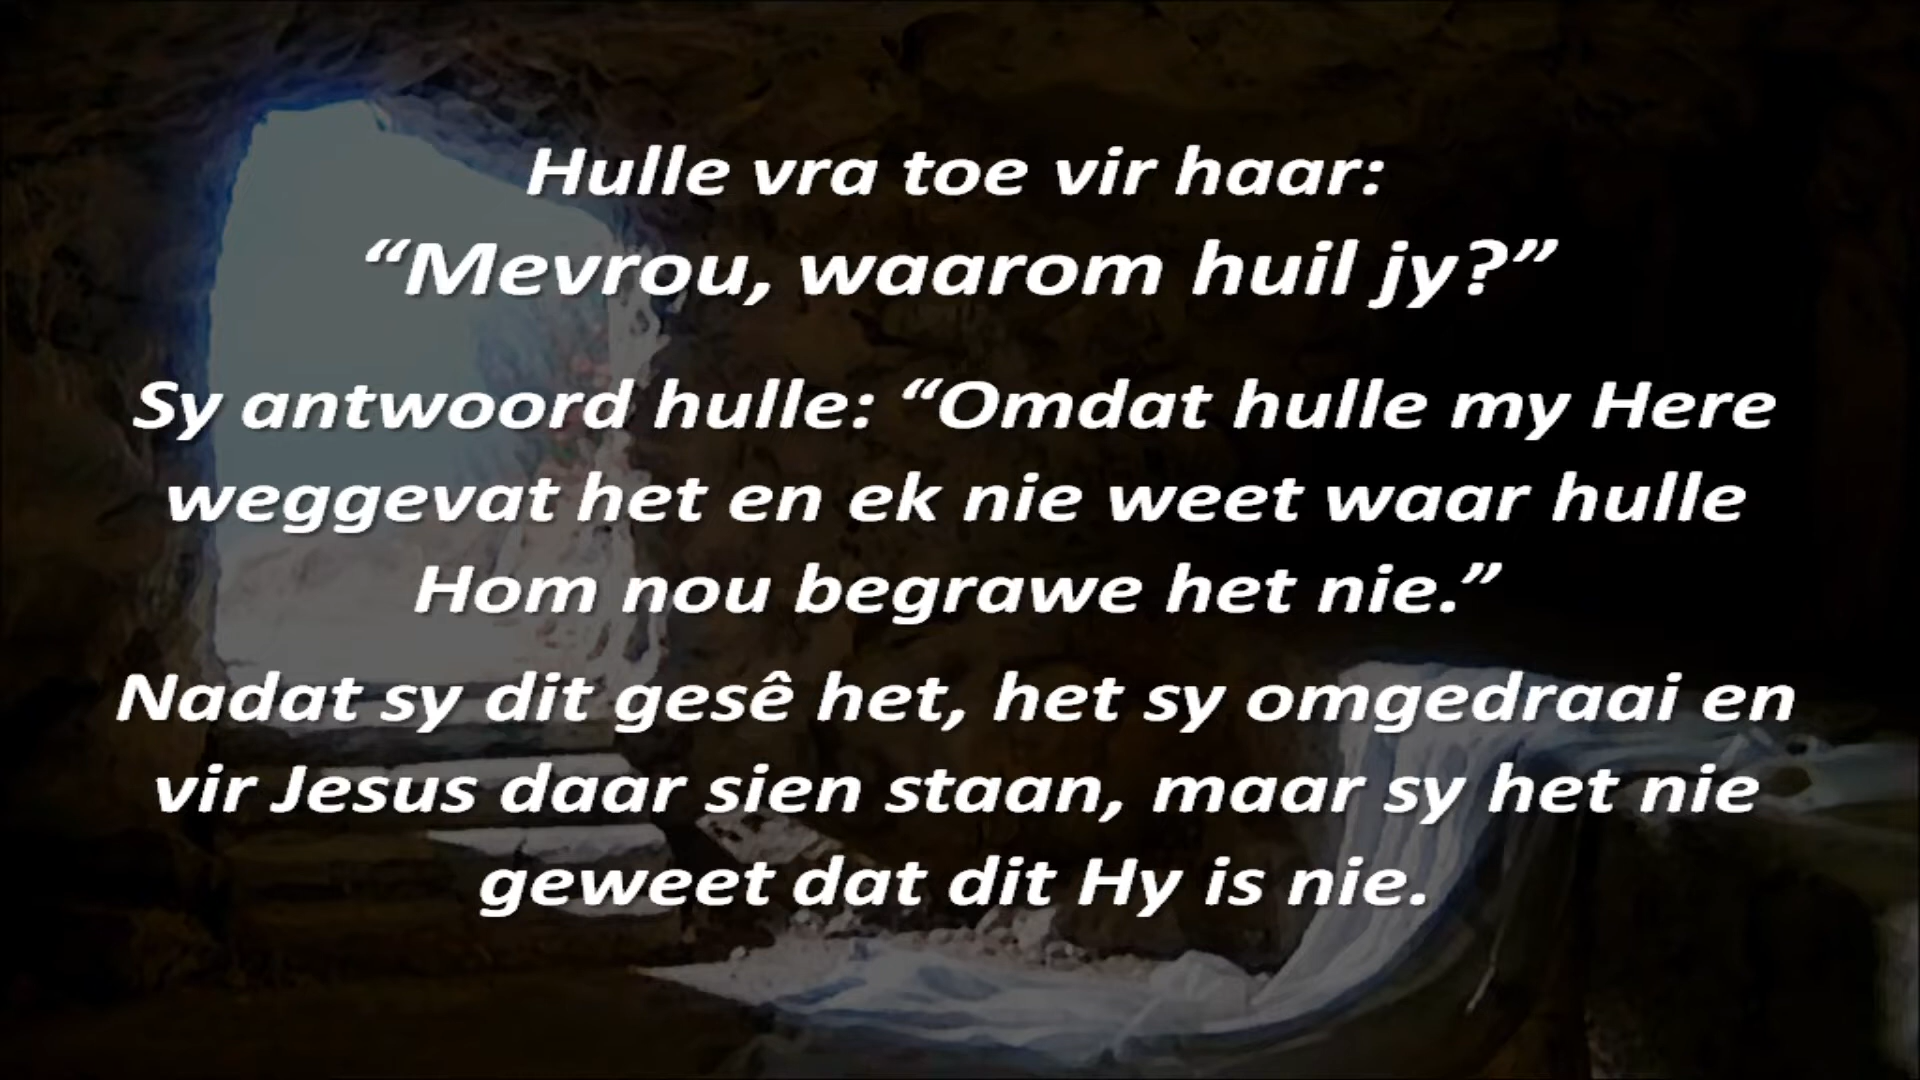 Hulle vra toe vir haar:
“Mevrou, waarom huil jy?”
Sy antwoord hulle: “Omdat hulle my Here
weggevat het en ek nie weet waar hulle
Hom nou begrawe het nie.”
Nadat sy dit gesê het, het sy omgedraai en
vir Jesus daar sien staan, maar sy het nie
geweet dat dit Hy is nie.